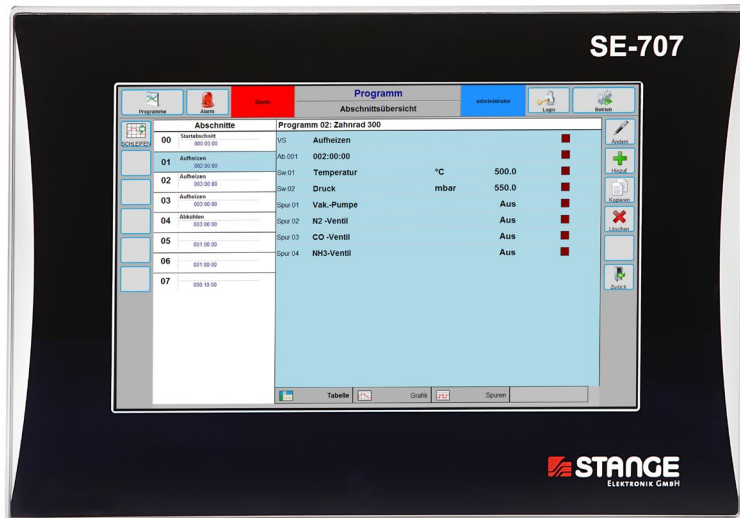 SE-707
Programme
Alarm
Alarm
Programm
Abschnittsübersicht
administrator
Login
Betrieb
SCHLEIFEN
Abschnitte
00 Startabschnitt
000:00:00
01 Aufheizen
002:00:00
02 Aufheizen
003:00:00
03 Aufheizen
003:00:00
04 Abkühlen
003:00:00
05
001:00:00
06
001:00:00
07
000:10:00
Programm 02: Zahnrad 300
VS Aufheizen
Ab.001 002:00:00
Sw.01 Temperatur °C 500.0
Sw.02 Druck mbar 550.0
Spur 01 Vak.-Pumpe Aus
Spur 02 N2 -Ventil Aus
Spur 03 CO -Ventil Aus
Spur 04 NH3-Ventil Aus
Ändern
Hinzuf.
Kopieren
Löschen
Zurück
Tabelle Grafik Spuren
STANGE
ELEKTRONIK GMBH